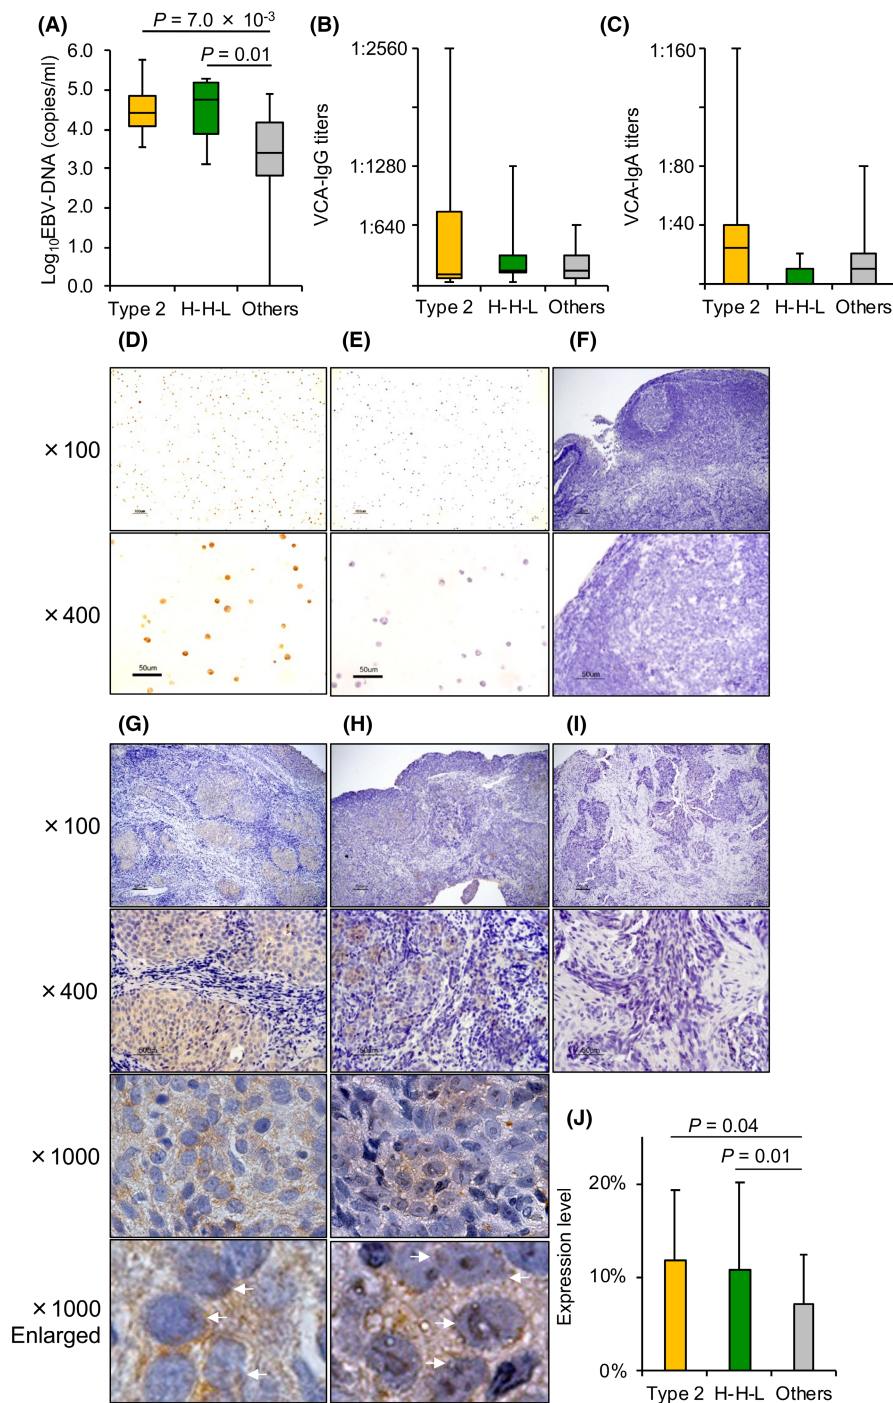 (A)
P = 7.0 × 10-3
P = 0.01
Log10EBV-DNA (copies/ml)
6.0
5.0
4.0
3.0
2.0
1.0
0.0
Type 2 H-H-L Others
(B)
VCA-IgG titers
1:2560
1:1280
1:640
Type 2 H-H-L Others
(C)
VCA-IgA titers
1:160
1:80
1:40
Type 2 H-H-L Others
(D) (E) (F)
×100
×400
50um
50um
50um
(G) (H) (I)
×100
×400
×1000
×1000
Enlarged
(J)
P = 0.04
P = 0.01
Expression level
20%
10%
0%
Type 2 H-H-L Others